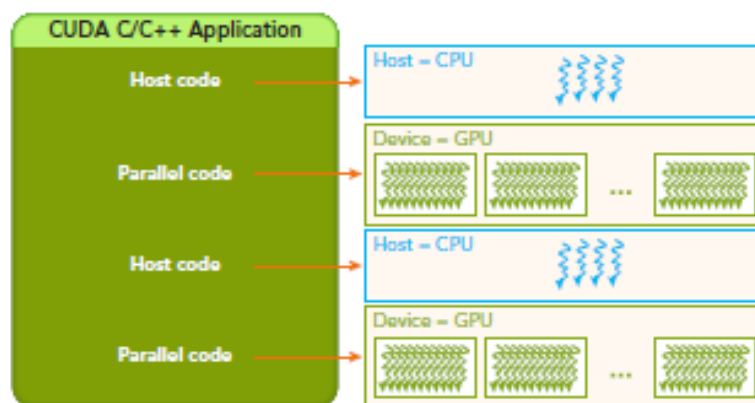 CUDA C/C++ Application
Host code
Host = CPU
Parallel code
Device = GPU
...
Host code
Host = CPU
Parallel code
Device = GPU
...